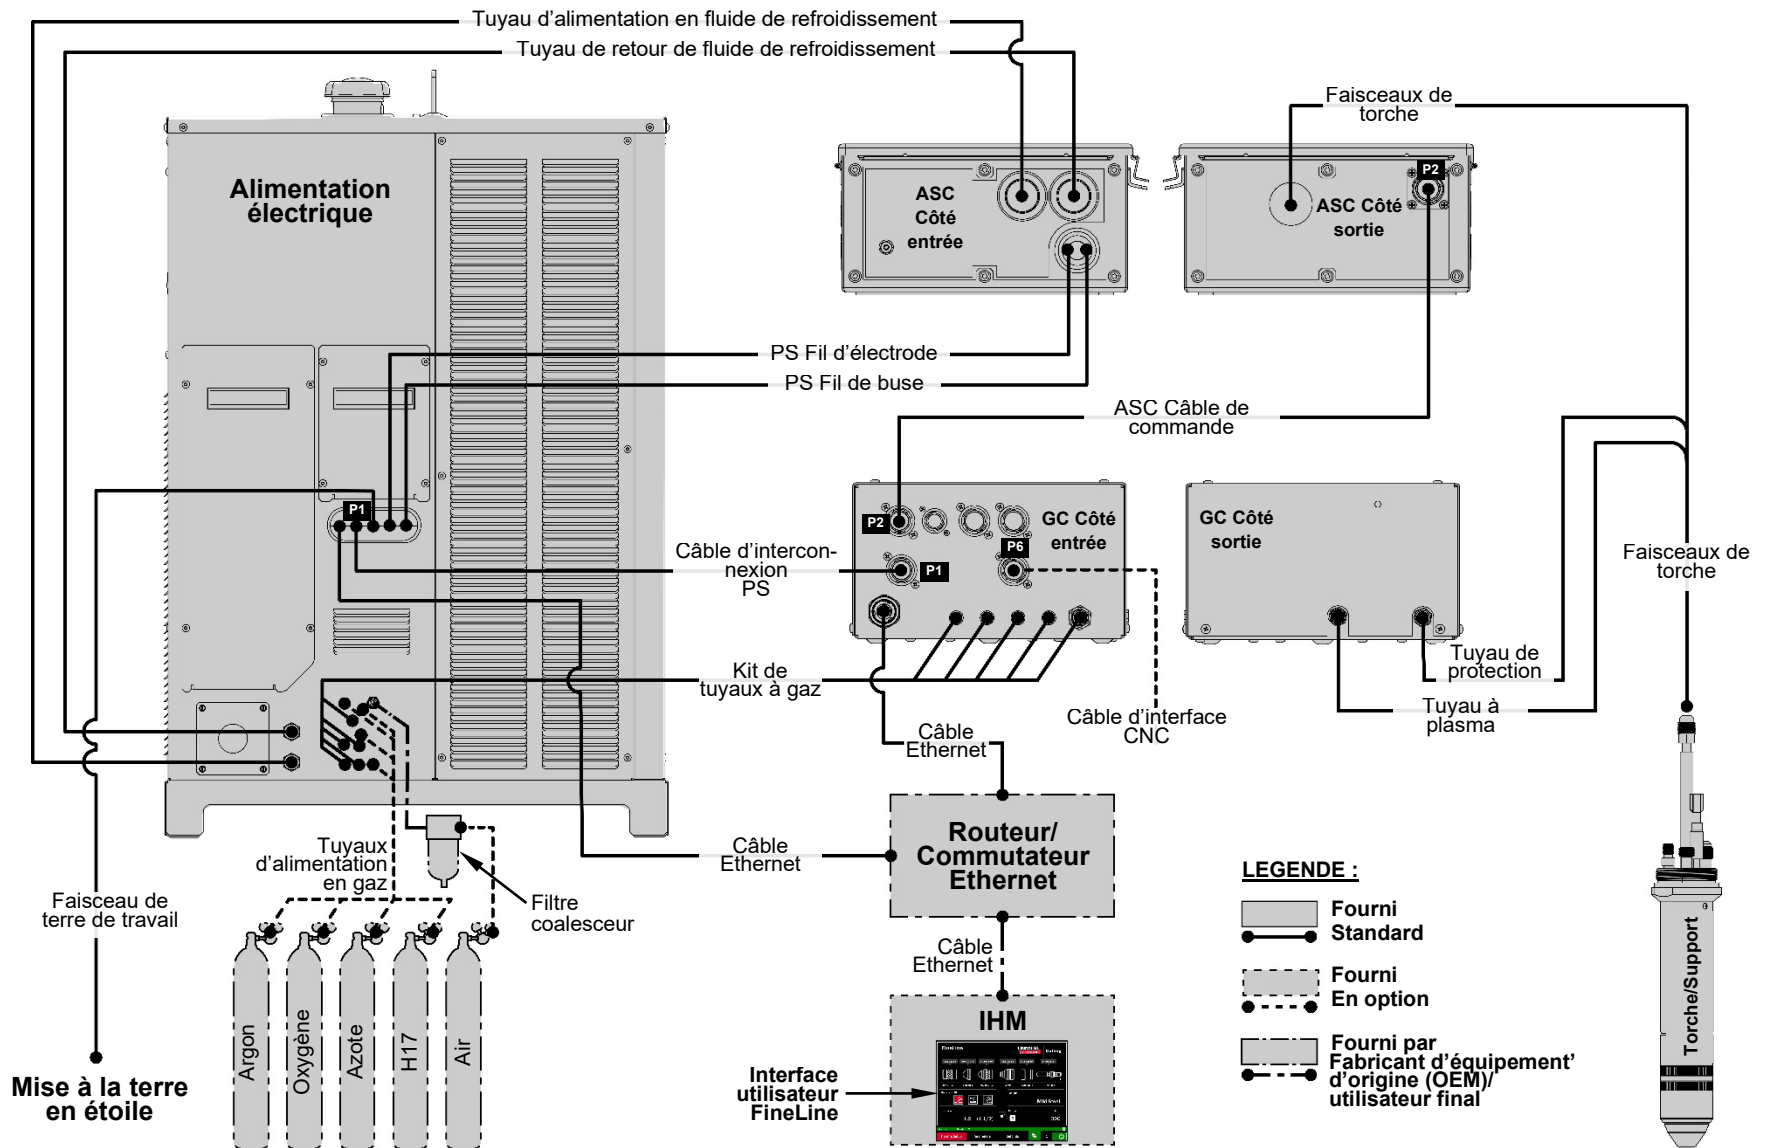 Tuyau d’alimentation en fluide de refroidissement
Tuyau de retour de fluide de refroidissement
Faisceaux de
torche
Alimentation
électrique
ASC
Côté
entrée
P2
ASC Côté
sortie
PS Fil d’électrode
PS Fil de buse
ASC Câble de
commande
P1
P2
GC Côté
entrée
P6
P1
GC Côté
sortie
Câble d’intercon-
nexion
PS
Faisceaux de
torche
Kit de
tuyaux à gaz
Tuyau de
protection
Câble d’interface
CNC
Tuyau à
plasma
Câble
Ethernet
Routeur/
Commutateur
Ethernet
Câble
Ethernet
Tuyaux
d’alimentation
en gaz
Filtre
coalesceur
Faisceau de
terre de travail
Câble
Ethernet
Argon
Oxygène
Azote
H17
Air
Mise à la terre
en étoile
IHM
Interface
utilisateur
FineLine
LEGENDE :
Fourni
Standard
Fourni
En option
Fourni par
Fabricant d’équipement’
d’origine (OEM)/
utilisateur final
Torche/Support